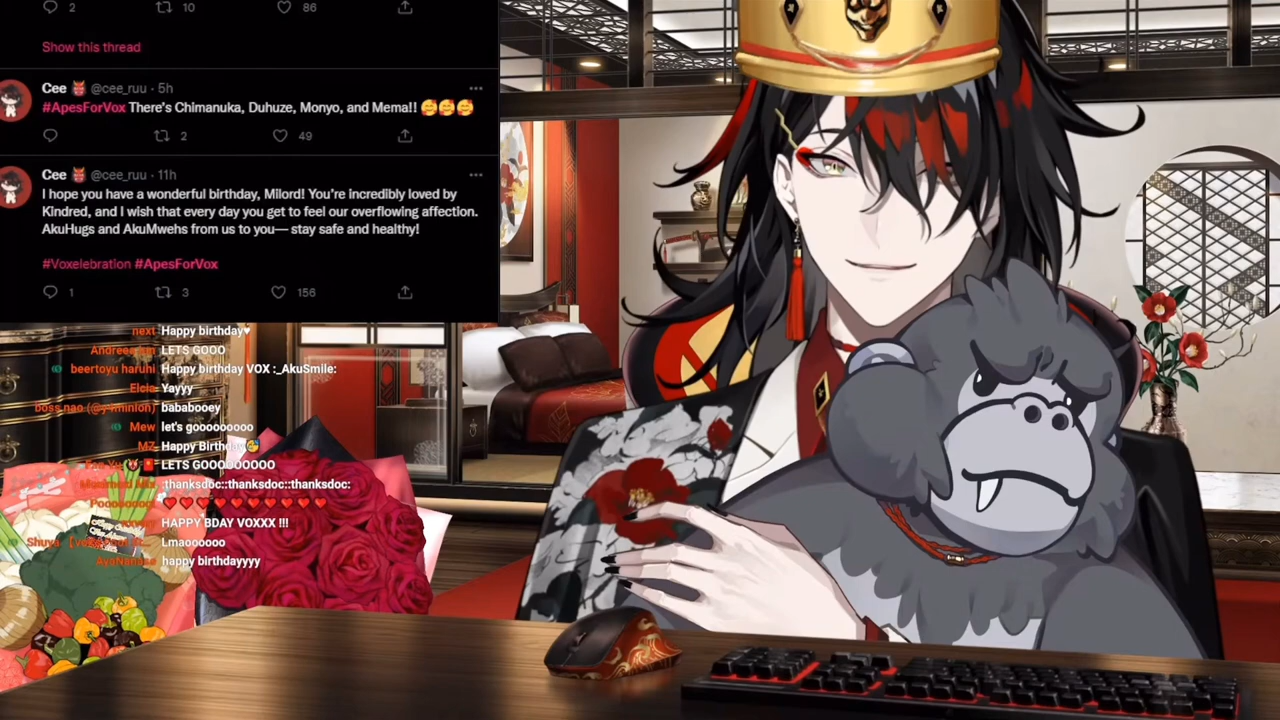 2 10 86
Show this thread
Cee @cee_ruu · 5h
#ApesForVox There's Chimanuka, Duhuze, Monyo, and Mema!! 🥰🥰🥰
2 49
Cee @cee_ruu · 11h
I hope you have a wonderful birthday, Milord! You're incredibly loved by
Kindred, and I wish that every day you get to feel our overflowing affection.
AkuHugs and AkuMwehs from us to you— stay safe and healthy!
#Voxelebration #ApesForVox
1 3 156
next Happy birthday♥
LETS GOOO
beertoyu haruhi Happy birthday VOX :_AkuSmile:
Elcia Yayyy
bababooey
Mew let's gooooooooo
MZ Happy Birthday🥳
LETS GOOOOOOOO
:thanksdoc::thanksdoc::thanksdoc:
HAPPY BDAY VOXXX !!!
Lmaoooooo
happy birthdayyyy